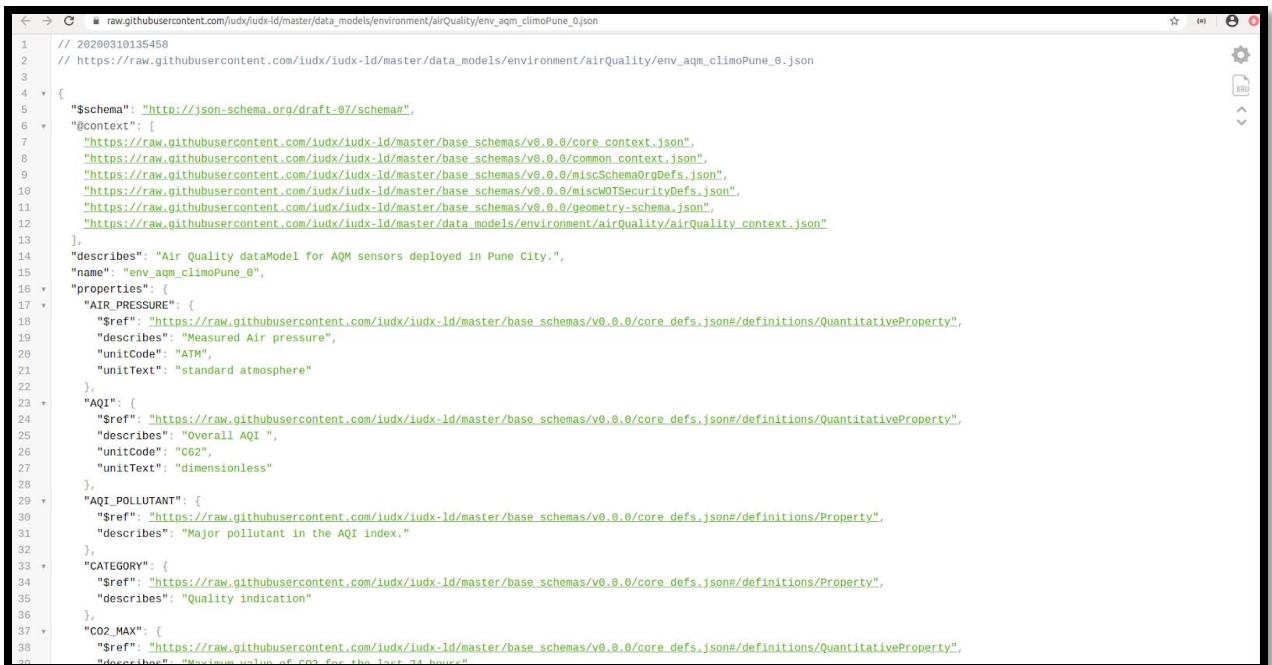 raw.githubusercontent.com/iudx/iudx-ld/master/data_models/environment/airQuality/env_aqm_climoPune_0.json
1 // 20200310135458
2 // https://raw.githubusercontent.com/iudx/iudx-ld/master/data_models/environment/airQuality/env_aqm_climoPune_0.json
3
4 {
5 "$schema": "http://json-schema.org/draft-07/schema#",
6 "@context": [
7 "https://raw.githubusercontent.com/iudx/iudx-ld/master/base_schemas/v0.0.0/core_context.json",
8 "https://raw.githubusercontent.com/iudx/iudx-ld/master/base_schemas/v0.0.0/common_context.json",
9 "https://raw.githubusercontent.com/iudx/iudx-ld/master/base_schemas/v0.0.0/miscSchemaOrgDefs.json",
10 "https://raw.githubusercontent.com/iudx/iudx-ld/master/base_schemas/v0.0.0/miscWOTSecurityDefs.json",
11 "https://raw.githubusercontent.com/iudx/iudx-ld/master/base_schemas/v0.0.0/geometry-schema.json",
12 "https://raw.githubusercontent.com/iudx/iudx-ld/master/data_models/environment/airQuality/airQuality_context.json"
13 ],
14 "describes": "Air Quality dataModel for AQM sensors deployed in Pune City.",
15 "name": "env_aqm_climoPune_0",
16 "properties": {
17 "AIR_PRESSURE": {
18 "$ref": "https://raw.githubusercontent.com/iudx/iudx-ld/master/base_schemas/v0.0.0/core_defs.json#/definitions/QuantitativeProperty",
19 "describes": "Measured Air pressure",
20 "unitCode": "ATM",
21 "unitText": "standard atmosphere"
22 },
23 "AQI": {
24 "$ref": "https://raw.githubusercontent.com/iudx/iudx-ld/master/base_schemas/v0.0.0/core_defs.json#/definitions/QuantitativeProperty",
25 "describes": "Overall AQI ",
26 "unitCode": "C62",
27 "unitText": "dimensionless"
28 },
29 "AQI_POLLUTANT": {
30 "$ref": "https://raw.githubusercontent.com/iudx/iudx-ld/master/base_schemas/v0.0.0/core_defs.json#/definitions/Property",
31 "describes": "Major pollutant in the AQI index."
32 },
33 "CATEGORY": {
34 "$ref": "https://raw.githubusercontent.com/iudx/iudx-ld/master/base_schemas/v0.0.0/core_defs.json#/definitions/Property",
35 "describes": "Quality indication"
36 },
37 "CO2_MAX": {
38 "$ref": "https://raw.githubusercontent.com/iudx/iudx-ld/master/base_schemas/v0.0.0/core_defs.json#/definitions/QuantitativeProperty",
39 "describes": "Maximum value of CO2 for the last 24 hours"